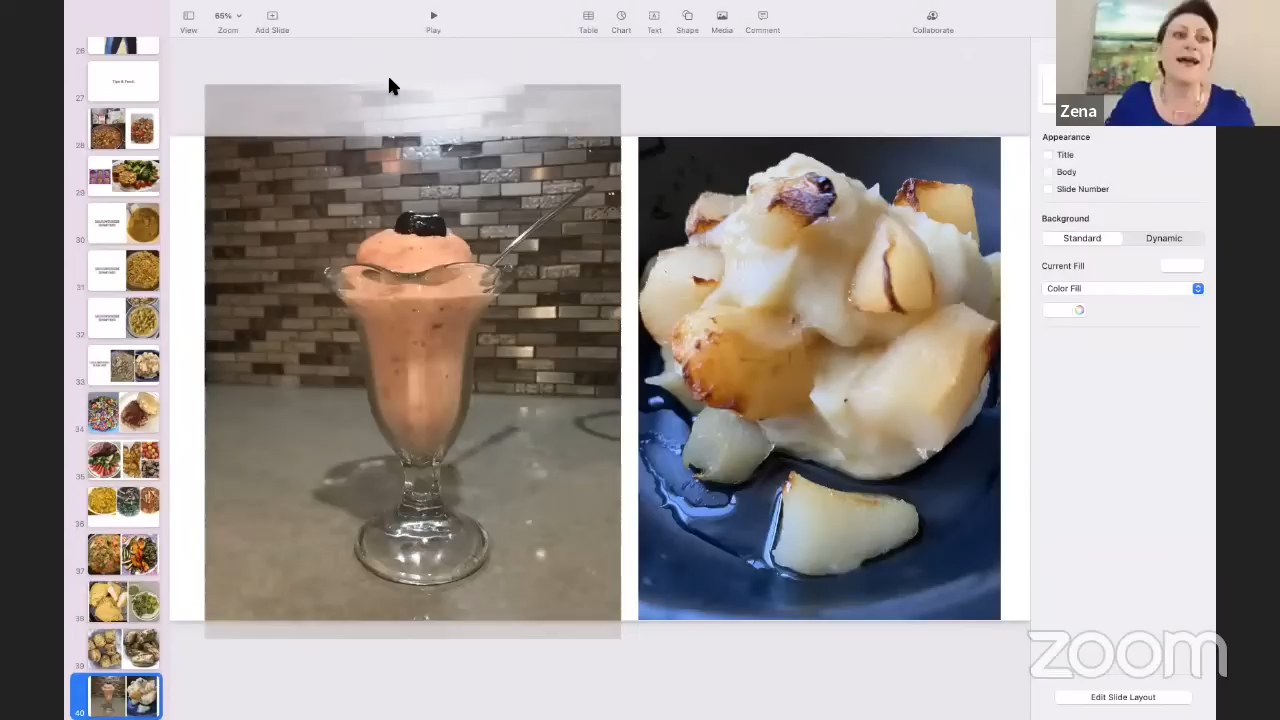 65%
View
Zoom
Add Slide
Play
Table
Chart
Text
Shape
Media
Comment
Collaborate
Zena
Appearance
Title
Body
Slide Number
Background
Standard
Dynamic
Current Fill
Color Fill
Edit Slide Layout
zoom
26
27
28
29
30
31
32
33
34
35
36
37
38
39
40